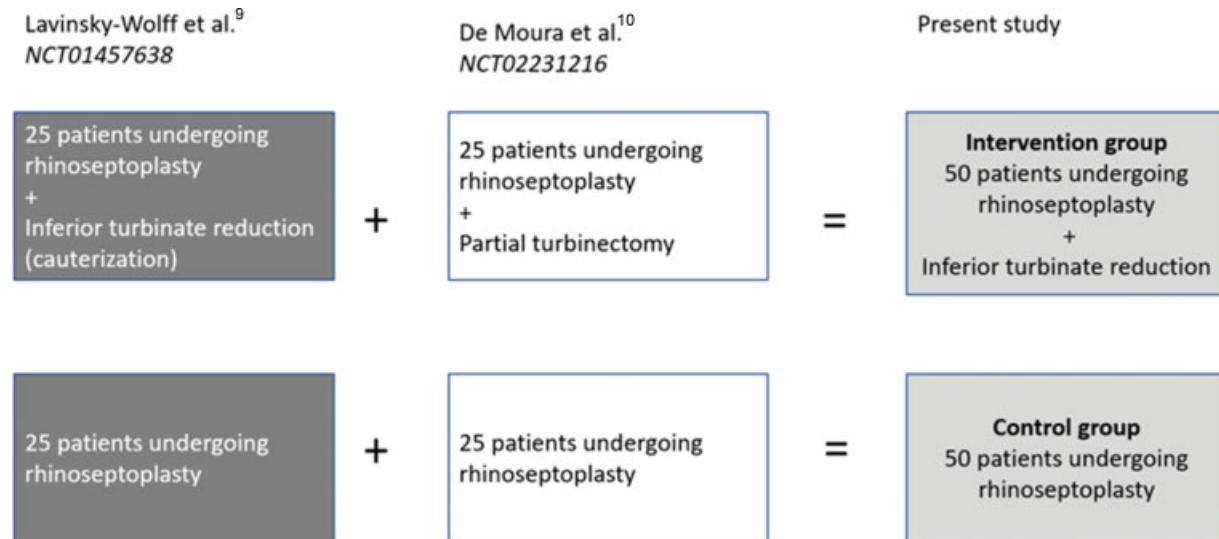 Lavinsky-Wolff et al.9
NCT01457638
De Moura et al.10
NCT02231216
Present study
25 patients undergoing
rhinoseptoplasty
+
Inferior turbinate reduction
(cauterization)
+
25 patients undergoing
rhinoseptoplasty
+
Partial turbinectomy
=
Intervention group
50 patients undergoing
rhinoseptoplasty
+
Inferior turbinate reduction
25 patients undergoing
rhinoseptoplasty
+
25 patients undergoing
rhinoseptoplasty
=
Control group
50 patients undergoing
rhinoseptoplasty